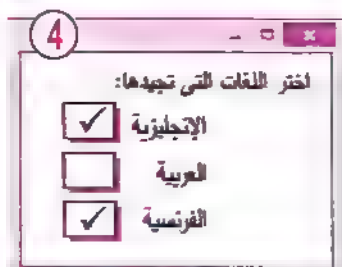 4
اختر اللغات التي تجيدها:
الإنجليزية
العربية
الفرنسية